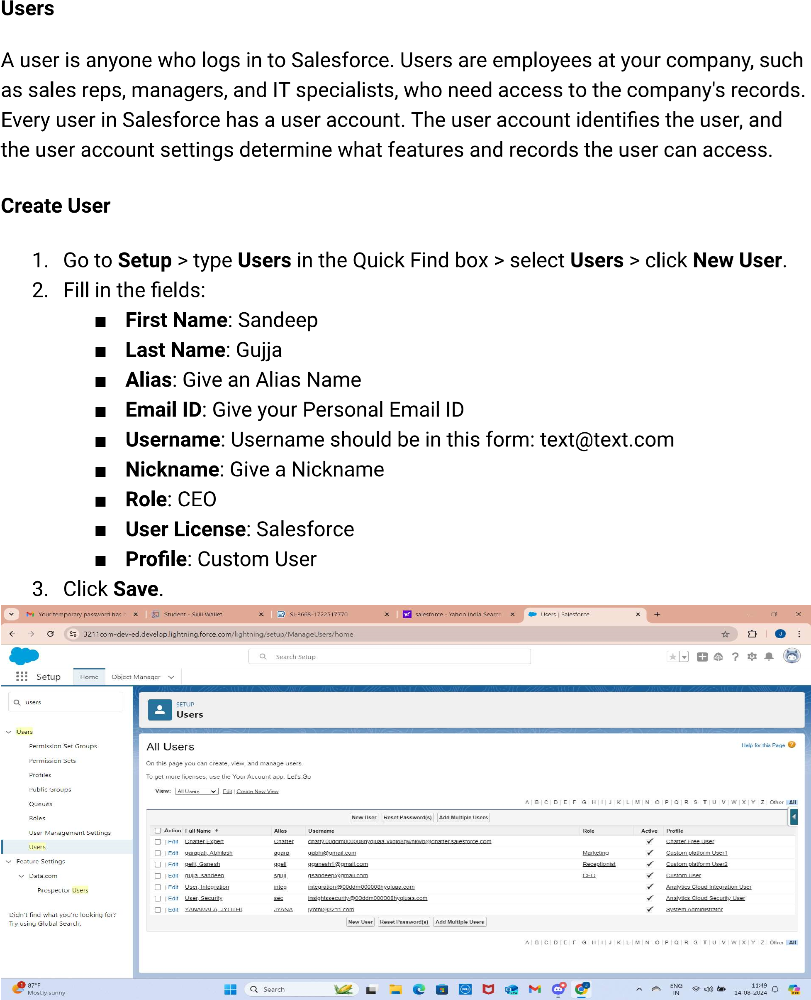 Users
A user is anyone who logs in to Salesforce. Users are employees at your company, such
as sales reps, managers, and IT specialists, who need access to the company's records.
Every user in Salesforce has a user account. The user account identifies the user, and
the user account settings determine what features and records the user can access.
Create User
1. Go to Setup > type Users in the Quick Find box > select Users > click New User.
2. Fill in the fields:
■ First Name: Sandeep
■ Last Name: Gujja
■ Alias: Give an Alias Name
■ Email ID: Give your Personal Email ID
■ Username: Username should be in this form: text@text.com
■ Nickname: Give a Nickname
■ Role: CEO
■ User License: Salesforce
■ Profile: Custom User
3. Click Save.
Your temporary password has
Student - Skill Wallet
SI-3668-1722517770
salesforce - Yahoo India Search
Users | Salesforce
3211com-dev-ed.develop.lightning.force.com/lightning/setup/ManageUsers/home
Search Setup
Setup Home Object Manager
users
SETUP
Users
Users
Permission Set Groups
Permission Sets
Profiles
Public Groups
Queues
Roles
User Management Settings
Users
Feature Settings
Data.com
Prospector Users
Didn't find what you're looking for?
Try using Global Search.
All Users
Help for this Page
On this page you can create, view, and manage users.
To get more licenses, use the Your Account app. Let's Go
View: All Users Edit | Create New View
A | B | C | D | E | F | G | H | I | J | K | L | M | N | O | P | Q | R | S | T | U | V | W | X | Y | Z | Other All
New User Reset Password(s) Add Multiple Users
Action Full Name ↑ Alias Username Role Active Profile
| Edit Chatter Expert Chatter chatty.00ddm000008hyqluaa.vxdlo8qwnkwb@chatter.salesforce.com Chatter Free User
| Edit garapati, Abhilash agara gabhi@gmail.com Marketing Custom platform User1
| Edit gelli, Ganesh ggell gganesh1@gmail.com Receptionist Custom platform User2
| Edit gujja, sandeep sgujj gsandeep@gmail.com CEO Custom User
| Edit User, Integration integ integration@00ddm000008hyqluaa.com Analytics Cloud Integration User
| Edit User, Security sec insightssecurity@00ddm000008hyqluaa.com Analytics Cloud Security User
| Edit YANAMALA, JYOTHI JYANA jyothi@3211.com System Administrator
New User Reset Password(s) Add Multiple Users
A | B | C | D | E | F | G | H | I | J | K | L | M | N | O | P | Q | R | S | T | U | V | W | X | Y | Z | Other All
1
87°F
Mostly sunny
Search
DELL
NEW
ENG
IN
11:49
14-08-2024
PRE